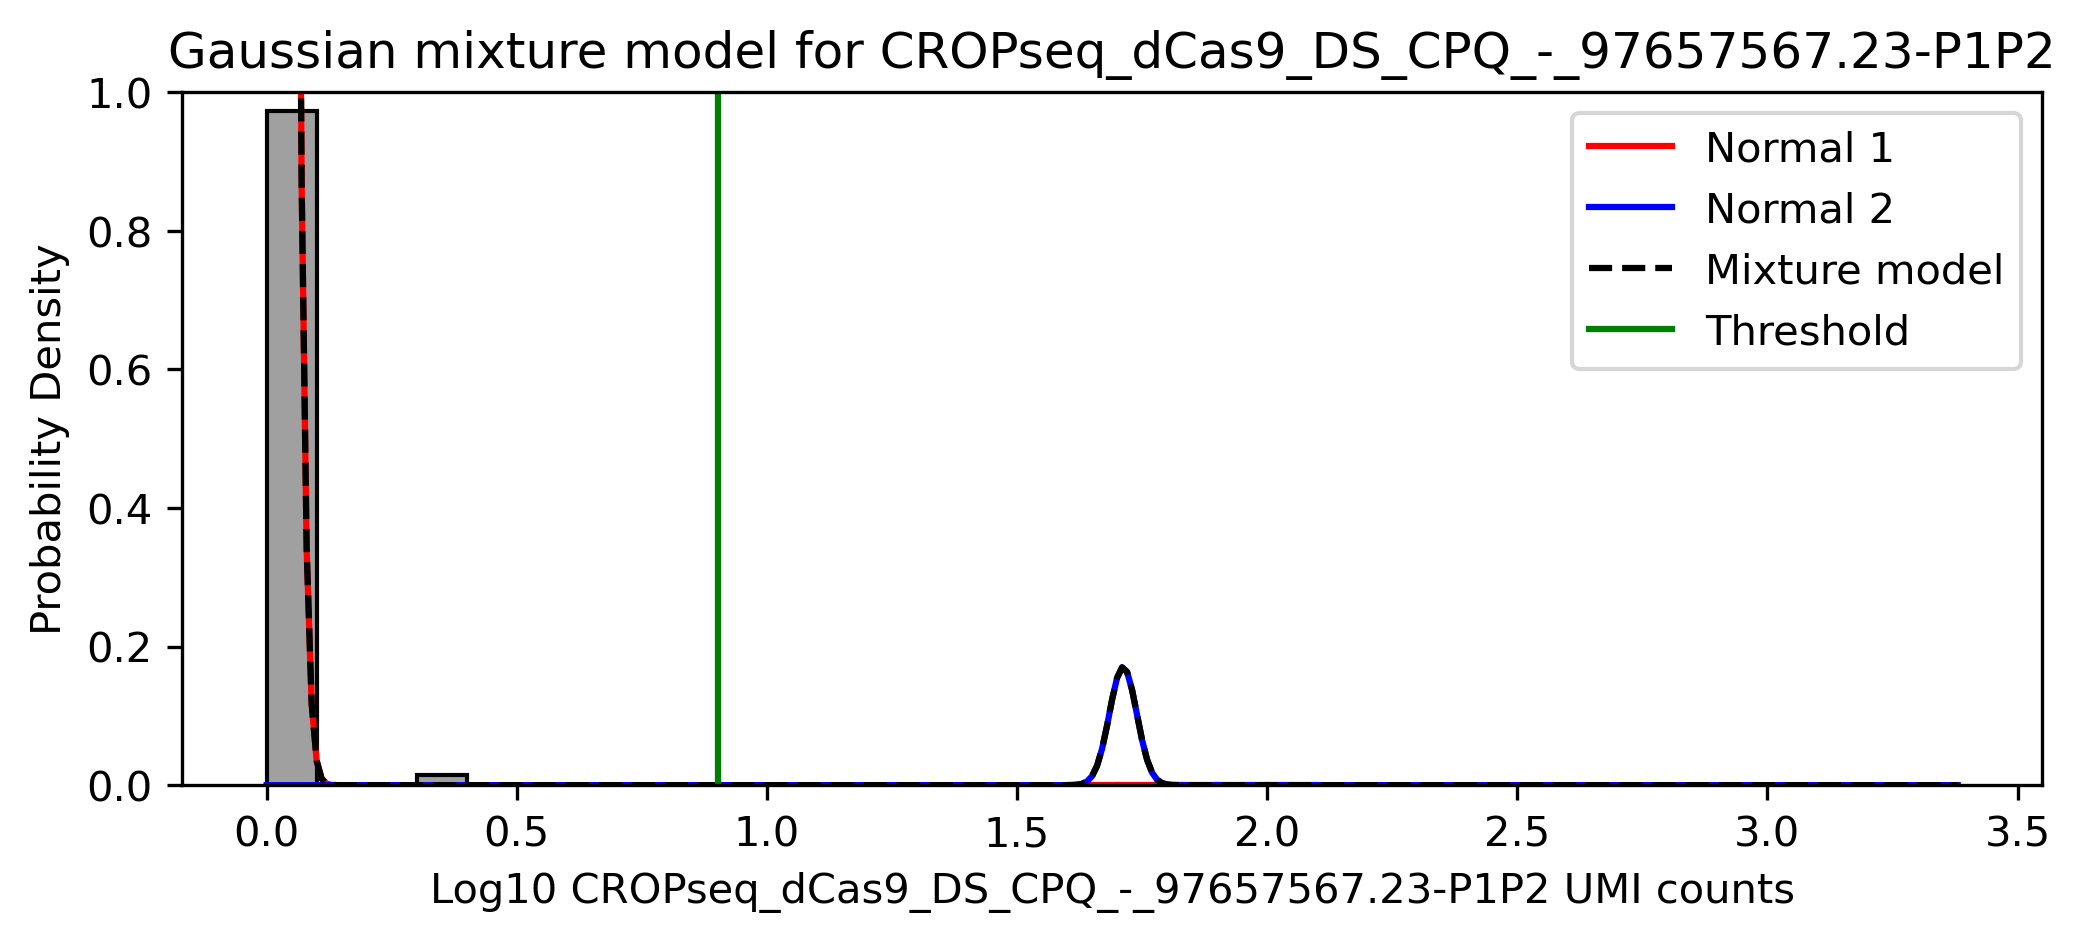 Gaussian mixture model for CROPseq_dCas9_DS_CPQ_-_97657567.23-P1P2
1.0
0.8
0.6
0.4
0.2
0.0
Probability Density
Normal 1
Normal 2
Mixture model
Threshold
0.0 0.5 1.0 1.5 2.0 2.5 3.0 3.5
Log10 CROPseq_dCas9_DS_CPQ_-_97657567.23-P1P2 UMI counts